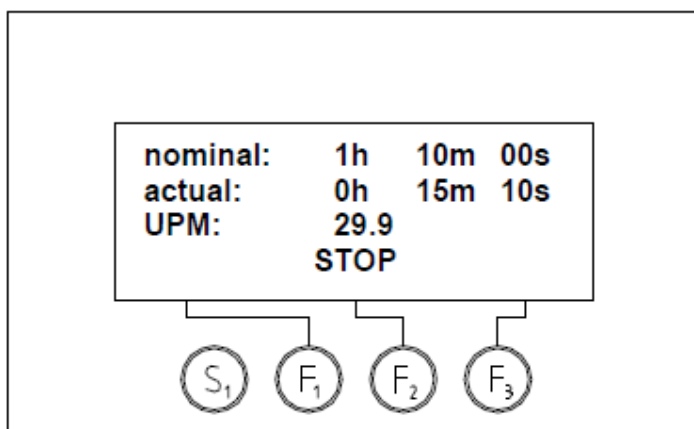 nominal: 1h 10m 00s
actual: 0h 15m 10s
UPM: 29.9
STOP
S₁ F₁ F₂ F₃